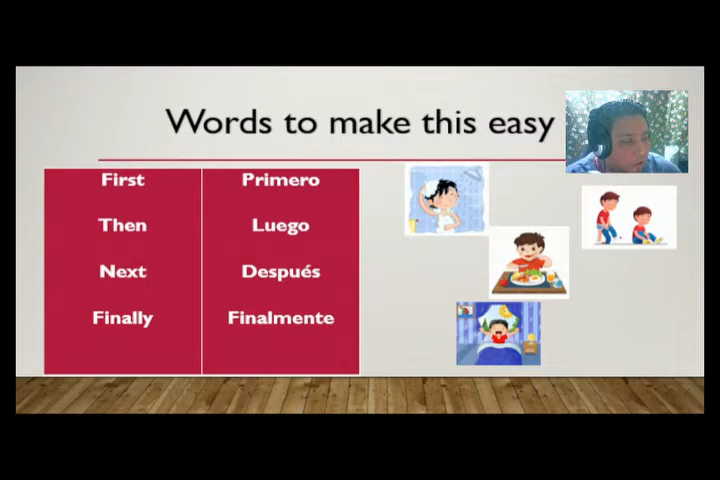 Words to make this easy
First Primero
Then Luego
Next Después
Finally Finalmente